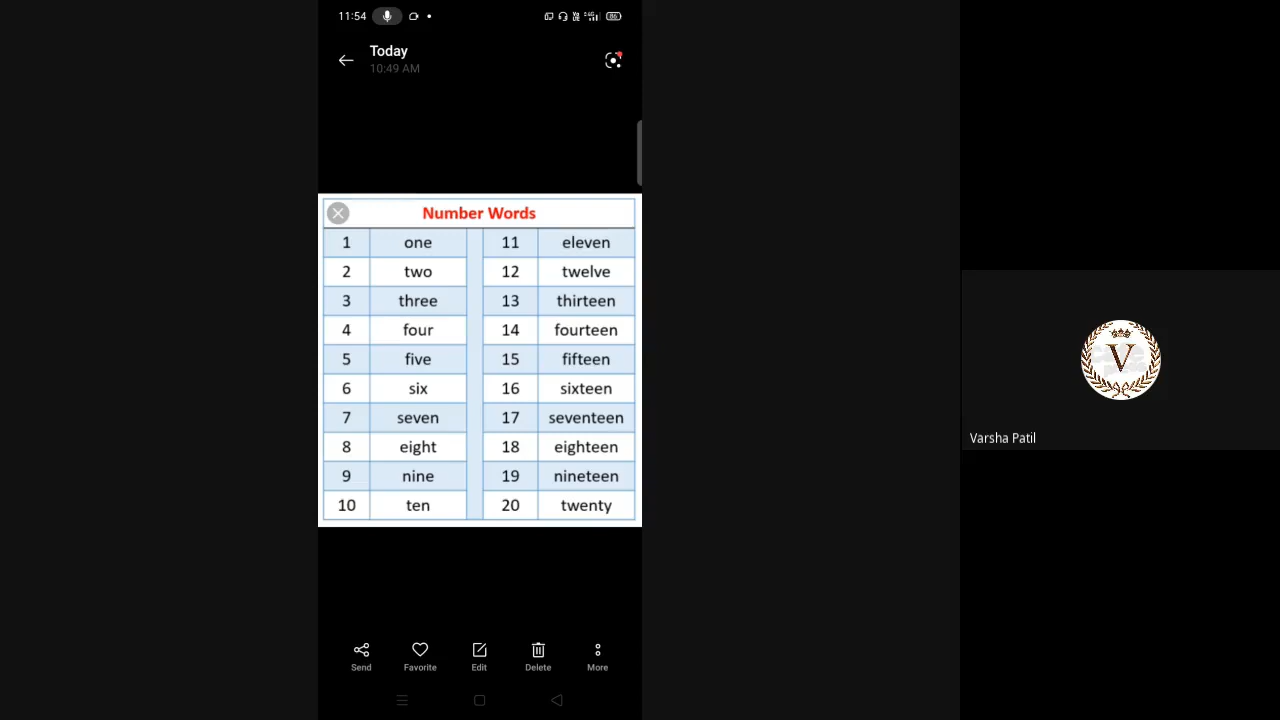 11:54
86
Today
10:49 AM
Number Words
1 one 11 eleven
2 two 12 twelve
3 three 13 thirteen
4 four 14 fourteen
5 five 15 fifteen
6 six 16 sixteen
7 seven 17 seventeen
8 eight 18 eighteen
9 nine 19 nineteen
10 ten 20 twenty
V
Varsha Patil
Send Favorite Edit Delete More